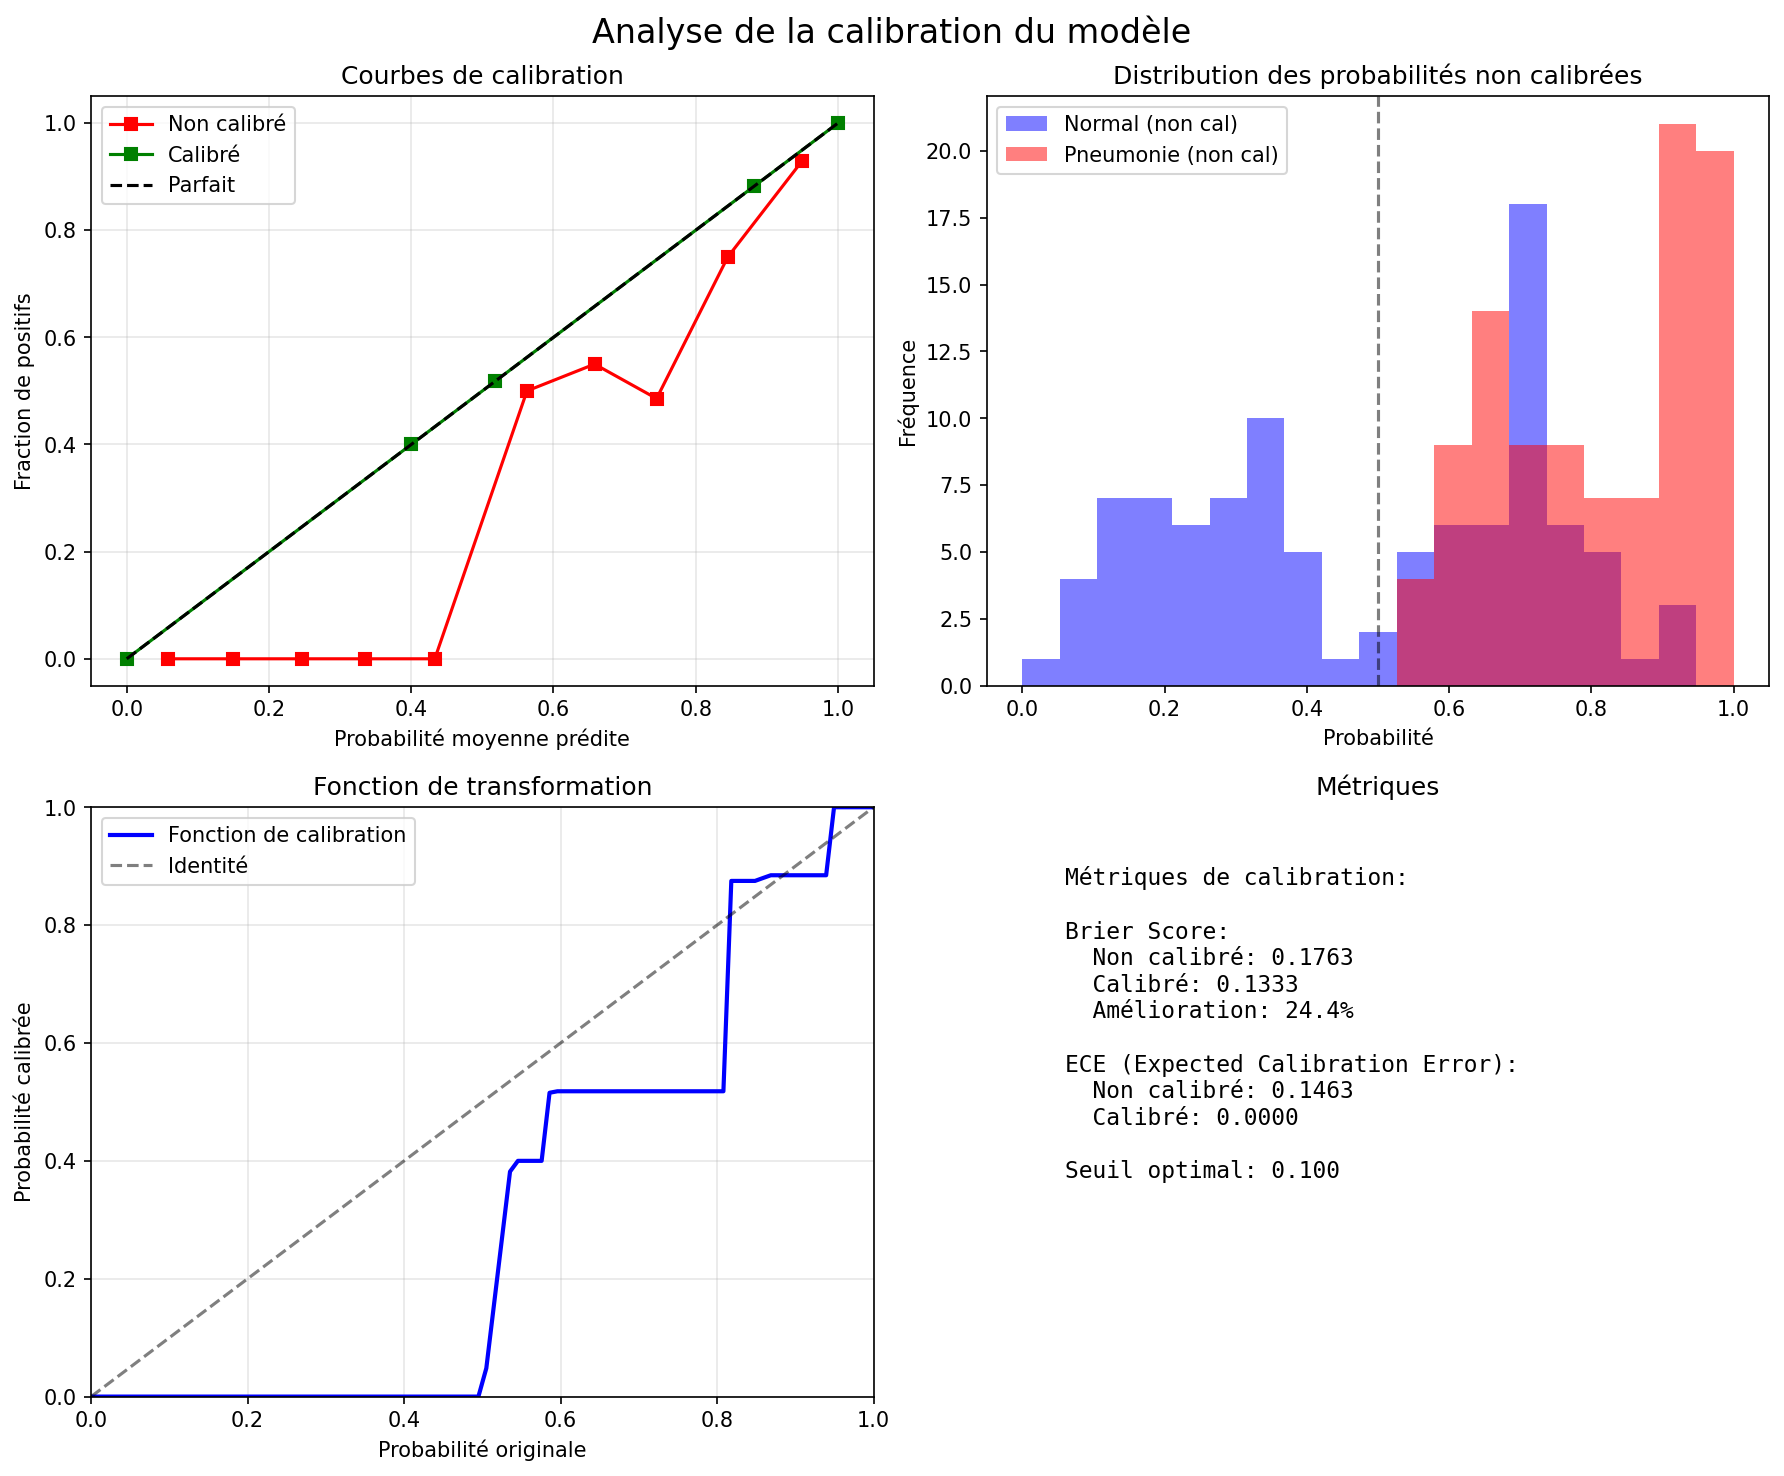 Analyse de la calibration du modèle
Courbes de calibration
Non calibré
Calibré
Parfait
1.0
0.8
0.6
0.4
0.2
0.0
Fraction de positifs
0.0 0.2 0.4 0.6 0.8 1.0
Probabilité moyenne prédite
Distribution des probabilités non calibrées
Normal (non cal)
Pneumonie (non cal)
20.0
17.5
15.0
12.5
10.0
7.5
5.0
2.5
0.0
Fréquence
0.0 0.2 0.4 0.6 0.8 1.0
Probabilité
Fonction de transformation
Fonction de calibration
Identité
1.0
0.8
0.6
0.4
0.2
0.0
Probabilité calibrée
0.0 0.2 0.4 0.6 0.8 1.0
Probabilité originale
Métriques
Métriques de calibration:
Brier Score:
Non calibré: 0.1763
Calibré: 0.1333
Amélioration: 24.4%
ECE (Expected Calibration Error):
Non calibré: 0.1463
Calibré: 0.0000
Seuil optimal: 0.100